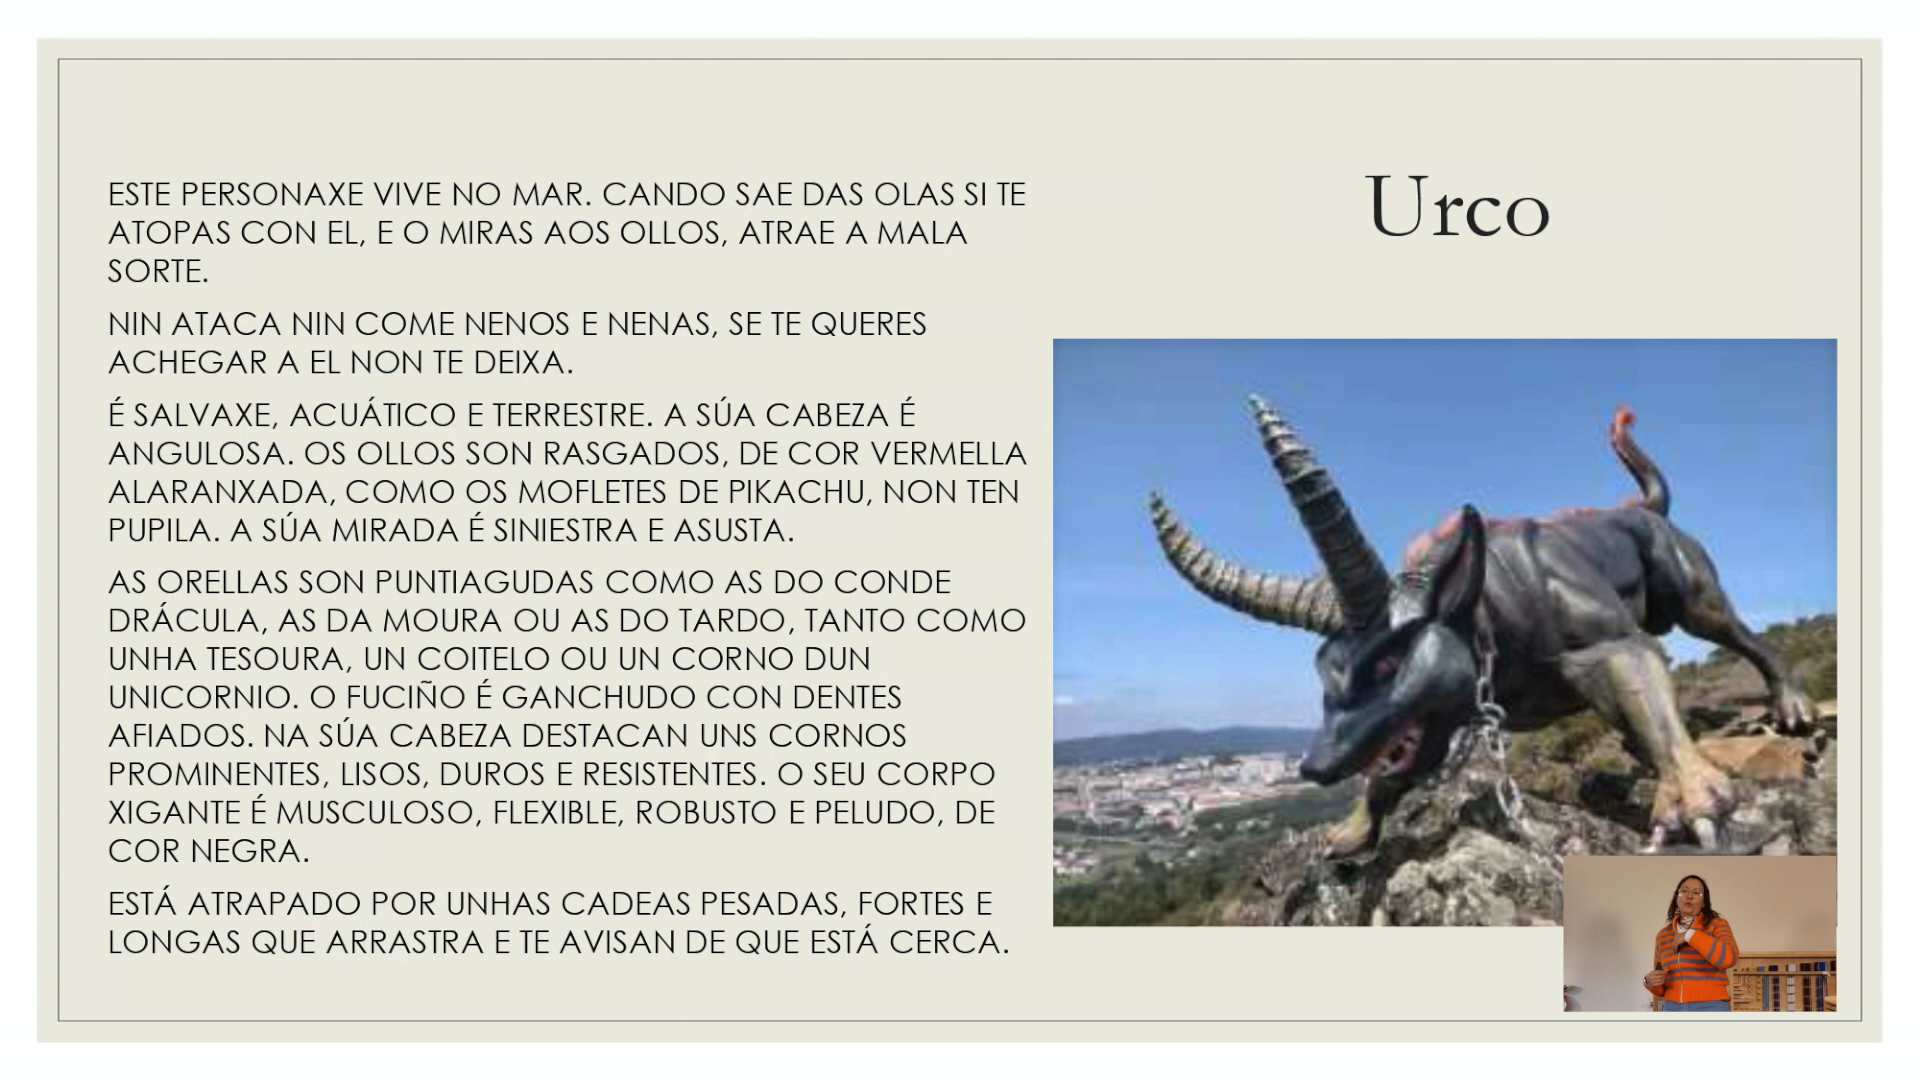 Urco
ESTE PERSONAXE VIVE NO MAR. CANDO SAE DAS OLAS SI TE
ATOPAS CON EL, E O MIRAS AOS OLLOS, ATRAE A MALA
SORTE.
NIN ATACA NIN COME NENOS E NENAS, SE TE QUERES
ACHEGAR A EL NON TE DEIXA.
É SALVAXE, ACUÁTICO E TERRESTRE. A SÚA CABEZA É
ANGULOSA. OS OLLOS SON RASGADOS, DE COR VERMELLA
ALARANXADA, COMO OS MOFLETES DE PIKACHU, NON TEN
PUPILA. A SÚA MIRADA É SINIESTRA E ASUSTA.
AS ORELLAS SON PUNTIAGUDAS COMO AS DO CONDE
DRÁCULA, AS DA MOURA OU AS DO TARDO, TANTO COMO
UNHA TESOURA, UN COITELO OU UN CORNO DUN
UNICORNIO. O FUCIÑO É GANCHUDO CON DENTES
AFIADOS. NA SÚA CABEZA DESTACAN UNS CORNOS
PROMINENTES, LISOS, DUROS E RESISTENTES. O SEU CORPO
XIGANTE É MUSCULOSO, FLEXIBLE, ROBUSTO E PELUDO, DE
COR NEGRA.
ESTÁ ATRAPADO POR UNHAS CADEAS PESADAS, FORTES E
LONGAS QUE ARRASTRA E TE AVISAN DE QUE ESTÁ CERCA.